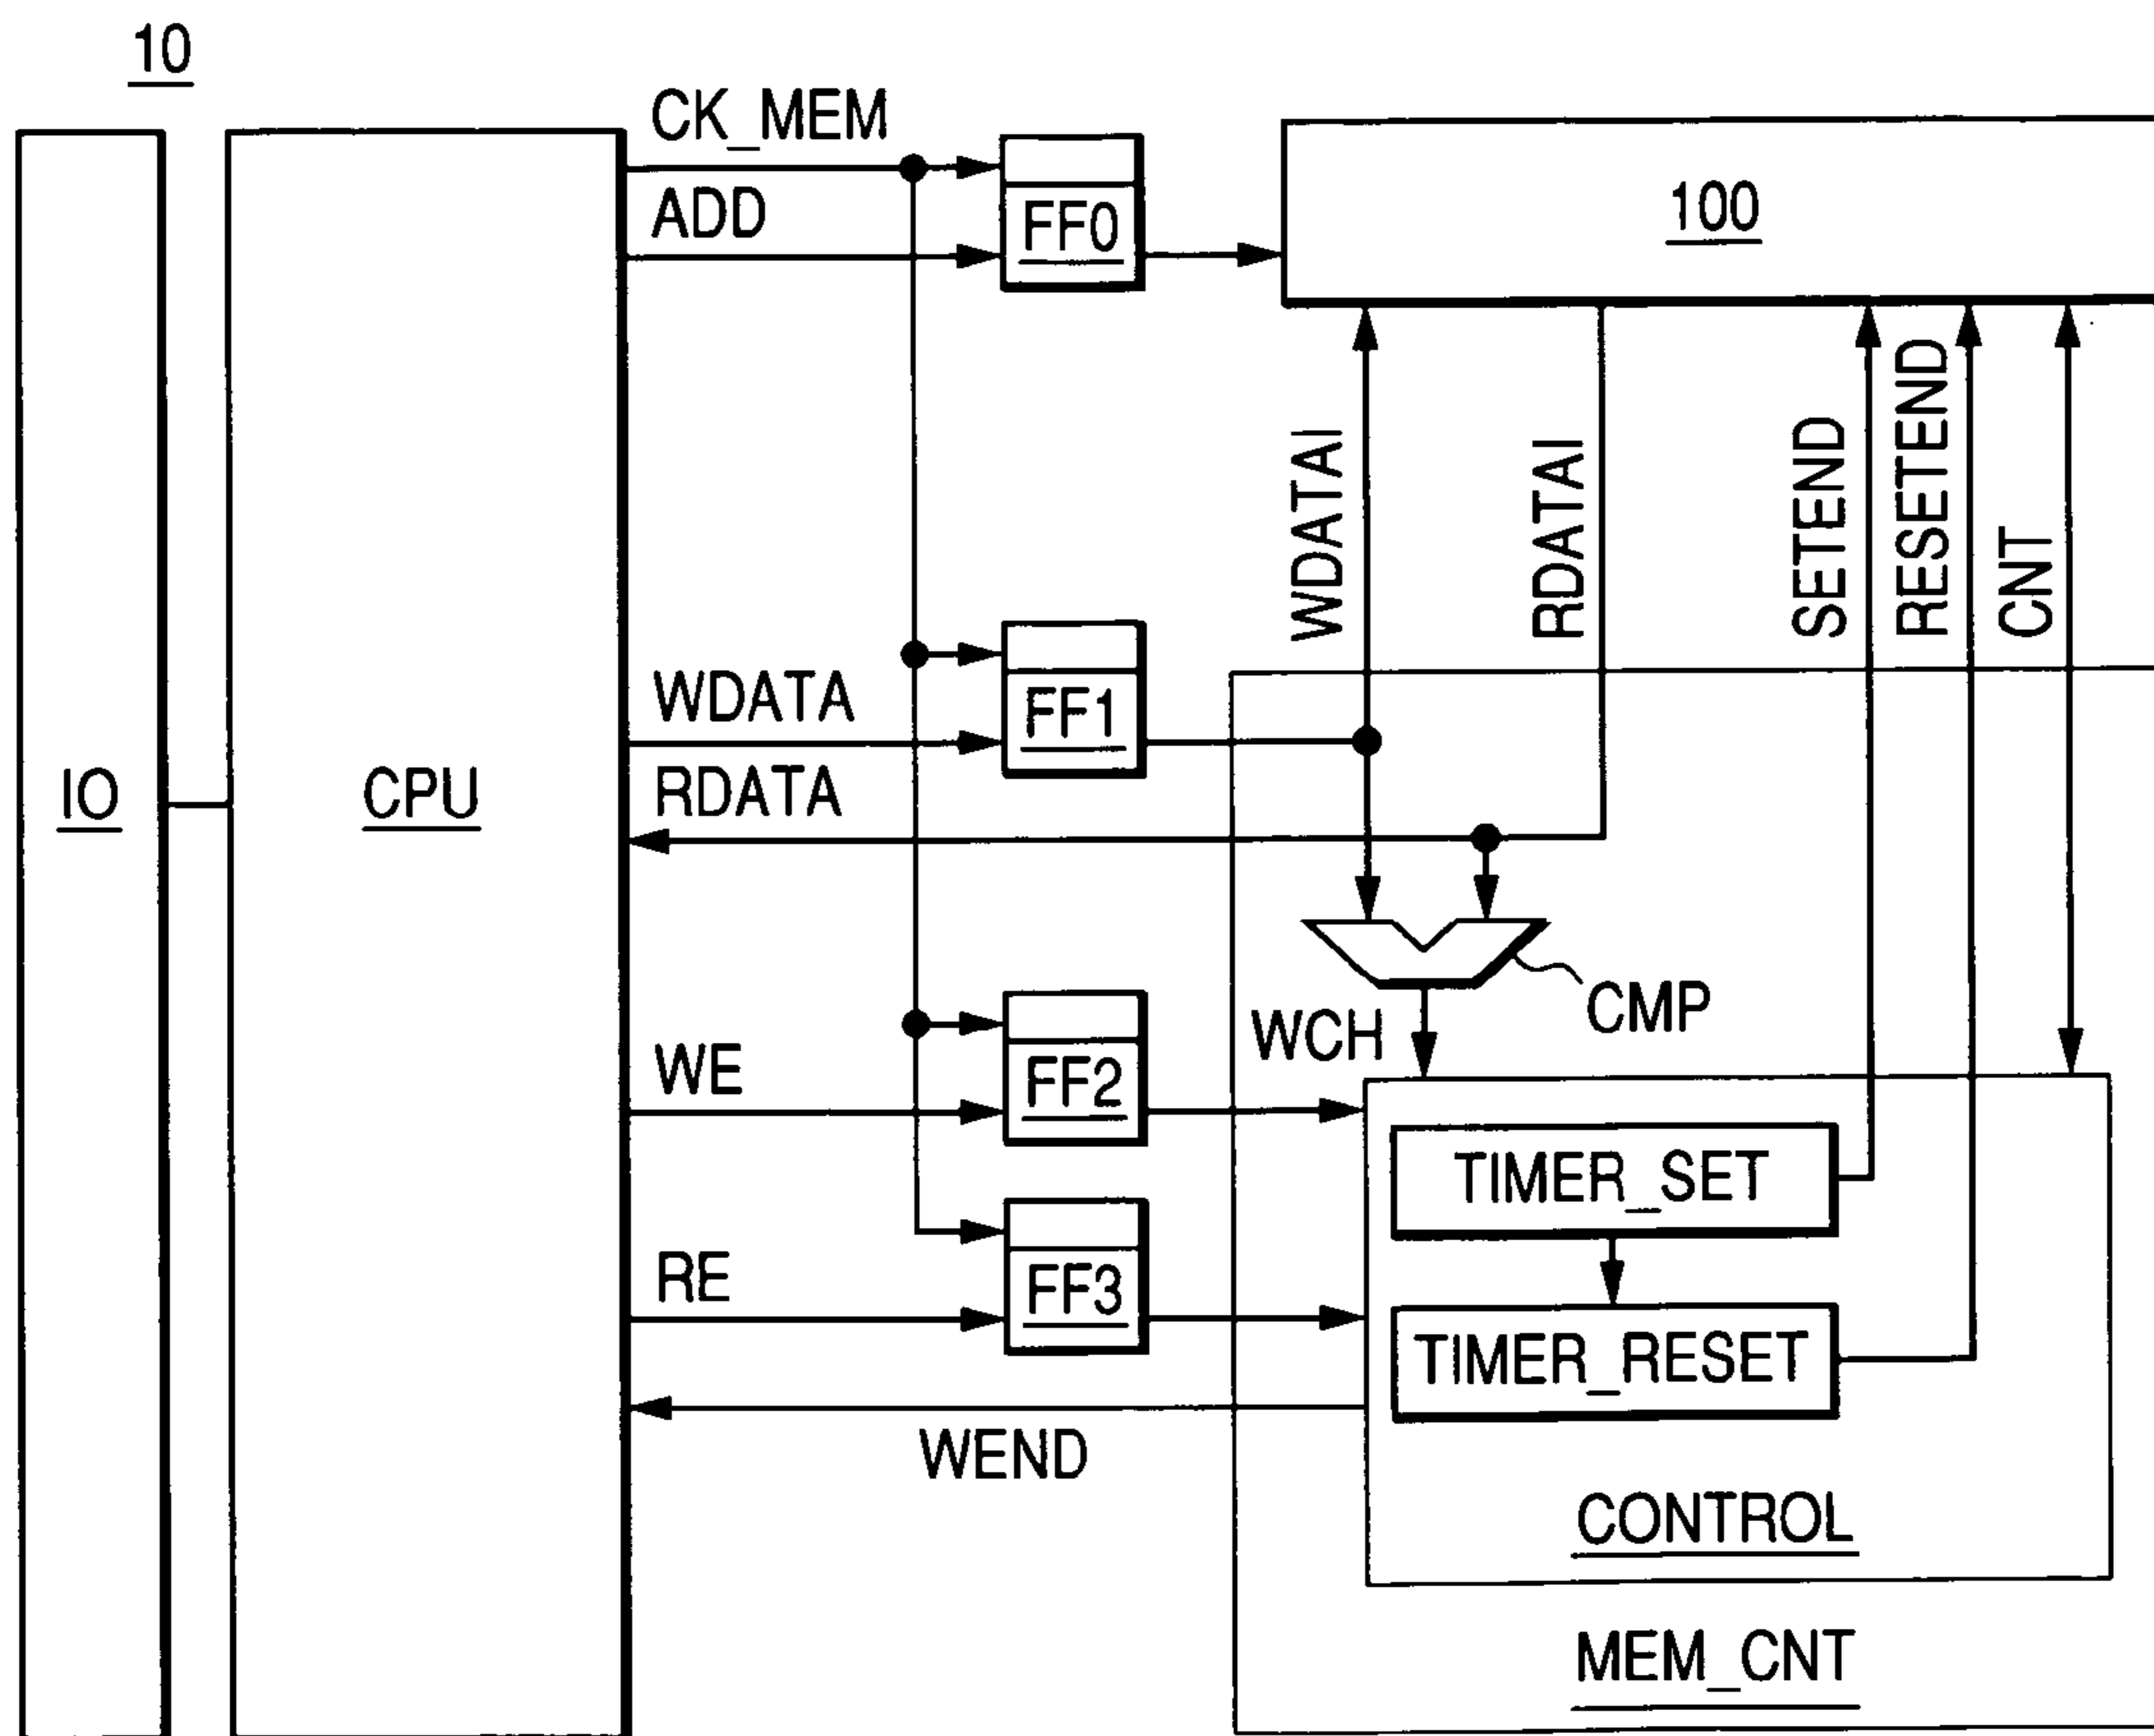 10
CK_MEM
ADD
FF0
100
WDATAI
RDATAI
SETEND
RESETEND
CNT
WDATA
FF1
RDATA
IO
CPU
CMP
WCH
WE
FF2
TIMER_SET
RE
FF3
TIMER_RESET
WEND
CONTROL
MEM_CNT